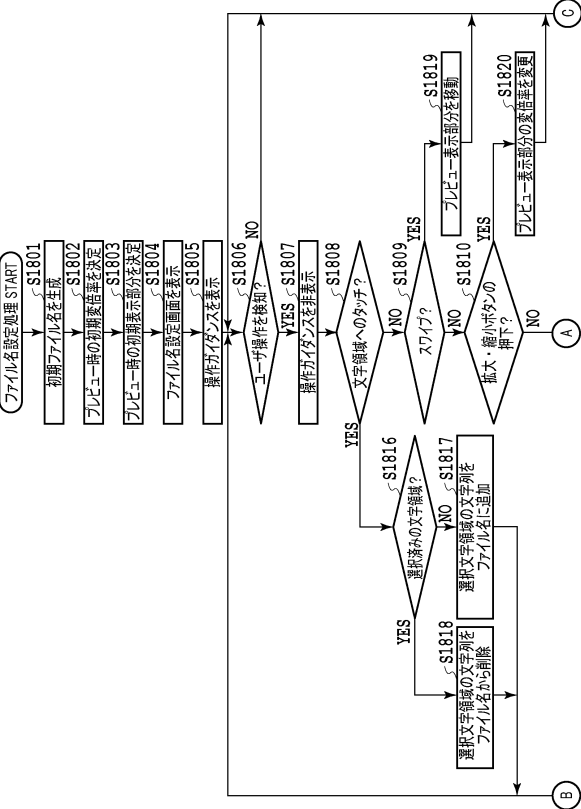 ファイル名設定処理 START
S1801
初期ファイル名を生成
S1802
プレビュー時の初期変倍率を決定
S1803
プレビュー時の初期表示部分を決定
S1804
ファイル名設定画面を表示
S1805
操作ガイダンスを表示
S1806
ユーザ操作を検知?
NO
YES
S1807
操作ガイダンスを非表示
S1808
文字領域へのタッチ?
YES
NO
S1809
スワイプ?
YES
NO
S1819
プレビュー表示部分を移動
S1810
拡大・縮小ボタンの
押下?
YES
NO
S1820
プレビュー表示部分の変倍率を変更
S1816
選択済みの文字領域?
YES
NO
S1817
選択文字領域の文字列を
ファイル名に追加
S1818
選択文字領域の文字列を
ファイル名から削除
B
A
C